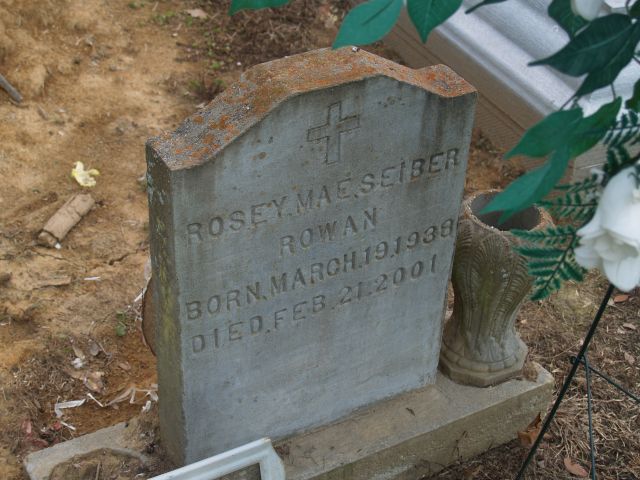 ROSEY.MAE.SEIBER
ROWAN
BORN.MARCH.19.1938
DIED.FEB.21.2001